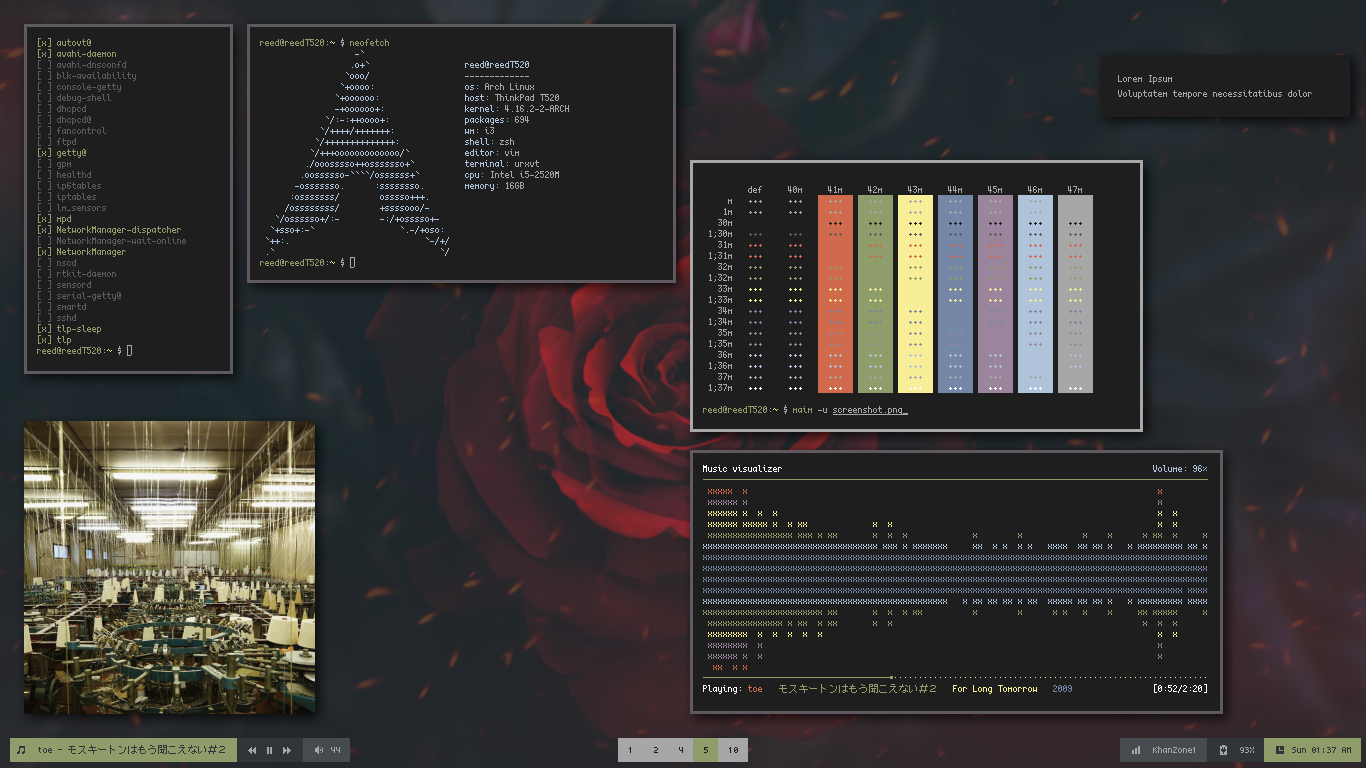 [x] autovt@
[x] avahi-daemon
[ ] avahi-dnsconfd
[ ] blk-availability
[ ] console-getty
[ ] debug-shell
[ ] dhcpcd
[ ] dhcpcd@
[ ] fancontrol
[ ] ftpd
[x] getty@
[ ] gpm
[ ] healthd
[ ] ip6tables
[ ] iptables
[ ] lm_sensors
[x] mpd
[x] NetworkManager-dispatcher
[ ] NetworkManager-wait-online
[x] NetworkManager
[ ] nscd
[ ] rtkit-daemon
[ ] sensord
[ ] serial-getty@
[ ] smartd
[ ] sshd
[x] tlp-sleep
[x] tlp
reed@reedT520:~ $
reed@reedT520:~ $ neofetch
reed@reedT520
-------------
os: Arch Linux
host: ThinkPad T520
kernel: 4.16.2-2-ARCH
packages: 694
wm: i3
shell: zsh
editor: vim
terminal: urxvt
cpu: Intel i5-2520M
memory: 16GB
reed@reedT520:~ $
Lorem Ipsum
Voluptatem tempore necessitatibus dolor
def 40m 41m 42m 43m 44m 45m 46m 47m
m
1m
30m
1;30m
31m
1;31m
32m
1;32m
33m
1;33m
34m
1;34m
35m
1;35m
36m
1;36m
37m
1;37m
reed@reedT520:~ $ maim -u screenshot.png_
Music visualizer Volume: 96%
Playing: toe モスキートンはもう聞こえない#2 For Long Tomorrow 2009 [0:52/2:20]
toe - モスキートンはもう聞こえない#2 44
1 2 4 5 10
KhanZone1 93% Sun 01:37 AM